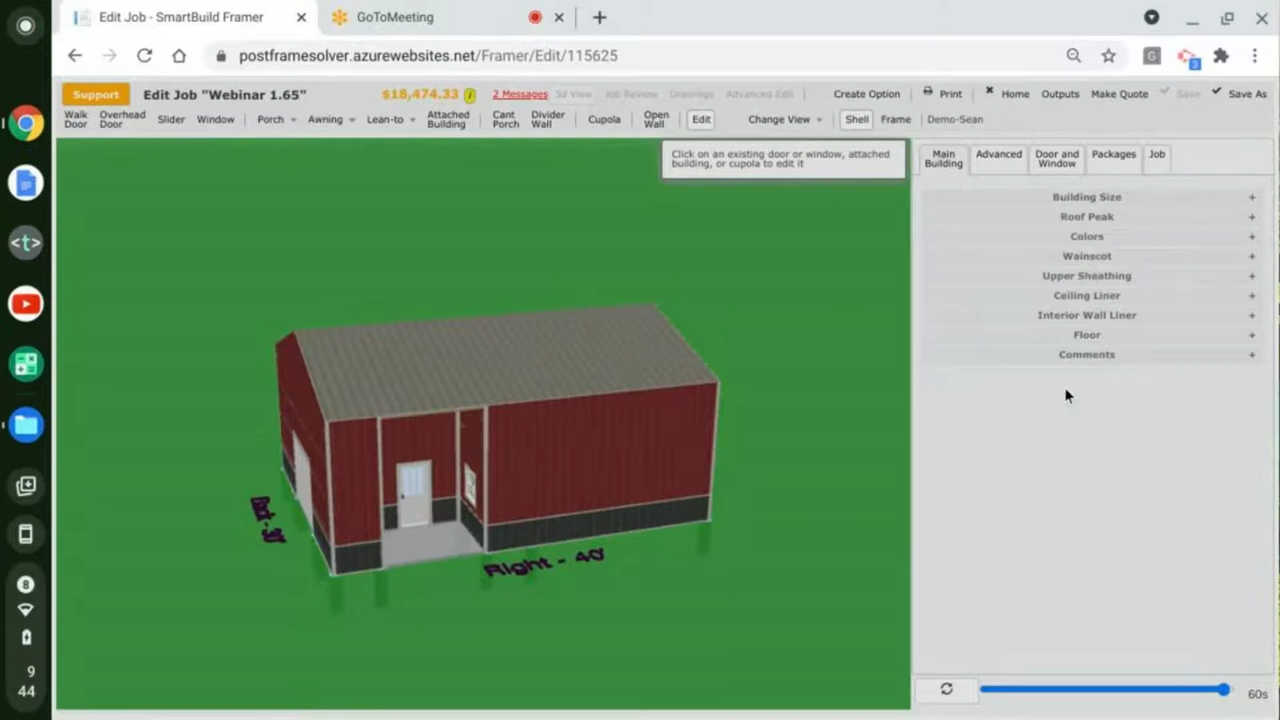 Edit Job - SmartBuild Framer
GoToMeeting
postframesolver.azurewebsites.net/Framer/Edit/115625
G
3
Support
Edit Job "Webinar 1.65"
$18,474.33
i
2 Messages
3d View
Job Review
Drawings
Advanced Edit
Create Option
Print
Home
Outputs
Make Quote
Save
Save As
Walk Door
Overhead Door
Slider
Window
Porch
Awning
Lean-to
Attached Building
Cant Porch
Divider Wall
Cupola
Open Wall
Edit
Change View
Shell
Frame
Demo-Sean
Click on an existing door or window, attached
building, or cupola to edit it
Main Building
Advanced
Door and Window
Packages
Job
Building Size +
Roof Peak +
Colors +
Wainscot +
Upper Sheathing +
Ceiling Liner +
Interior Wall Liner +
Floor +
Comments +
Right - 40'
<t>
8
9
44
60s